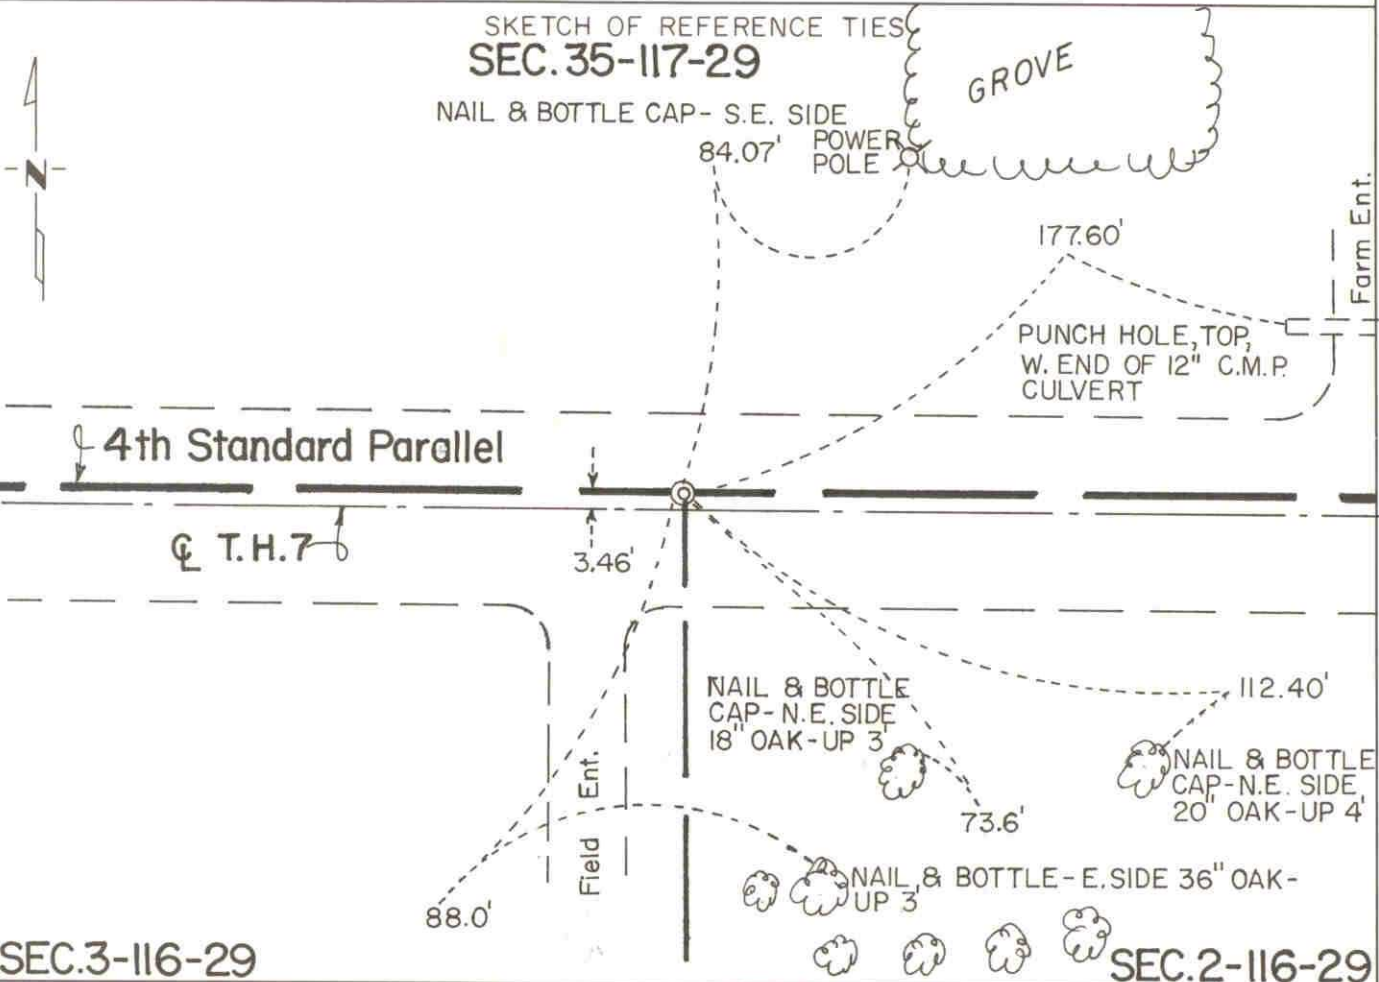 SKETCH OF REFERENCE TIES
SEC. 35-117-29
GROVE
NAIL & BOTTLE CAP- S.E. SIDE
84.07'
POWER
POLE
N
177.60'
Farm Ent.
PUNCH HOLE, TOP,
W. END OF 12" C.M.P.
CULVERT
4th Standard Parallel
℄ T.H.7
3.46'
NAIL & BOTTLE
CAP- N.E. SIDE
18" OAK-UP 3'
112.40'
NAIL & BOTTLE
CAP-N.E. SIDE,
20" OAK-UP 4'
73.6'
Field Ent.
NAIL & BOTTLE- E. SIDE 36" OAK-
UP 3'
88.0'
SEC.3-116-29
SEC.2-116-29